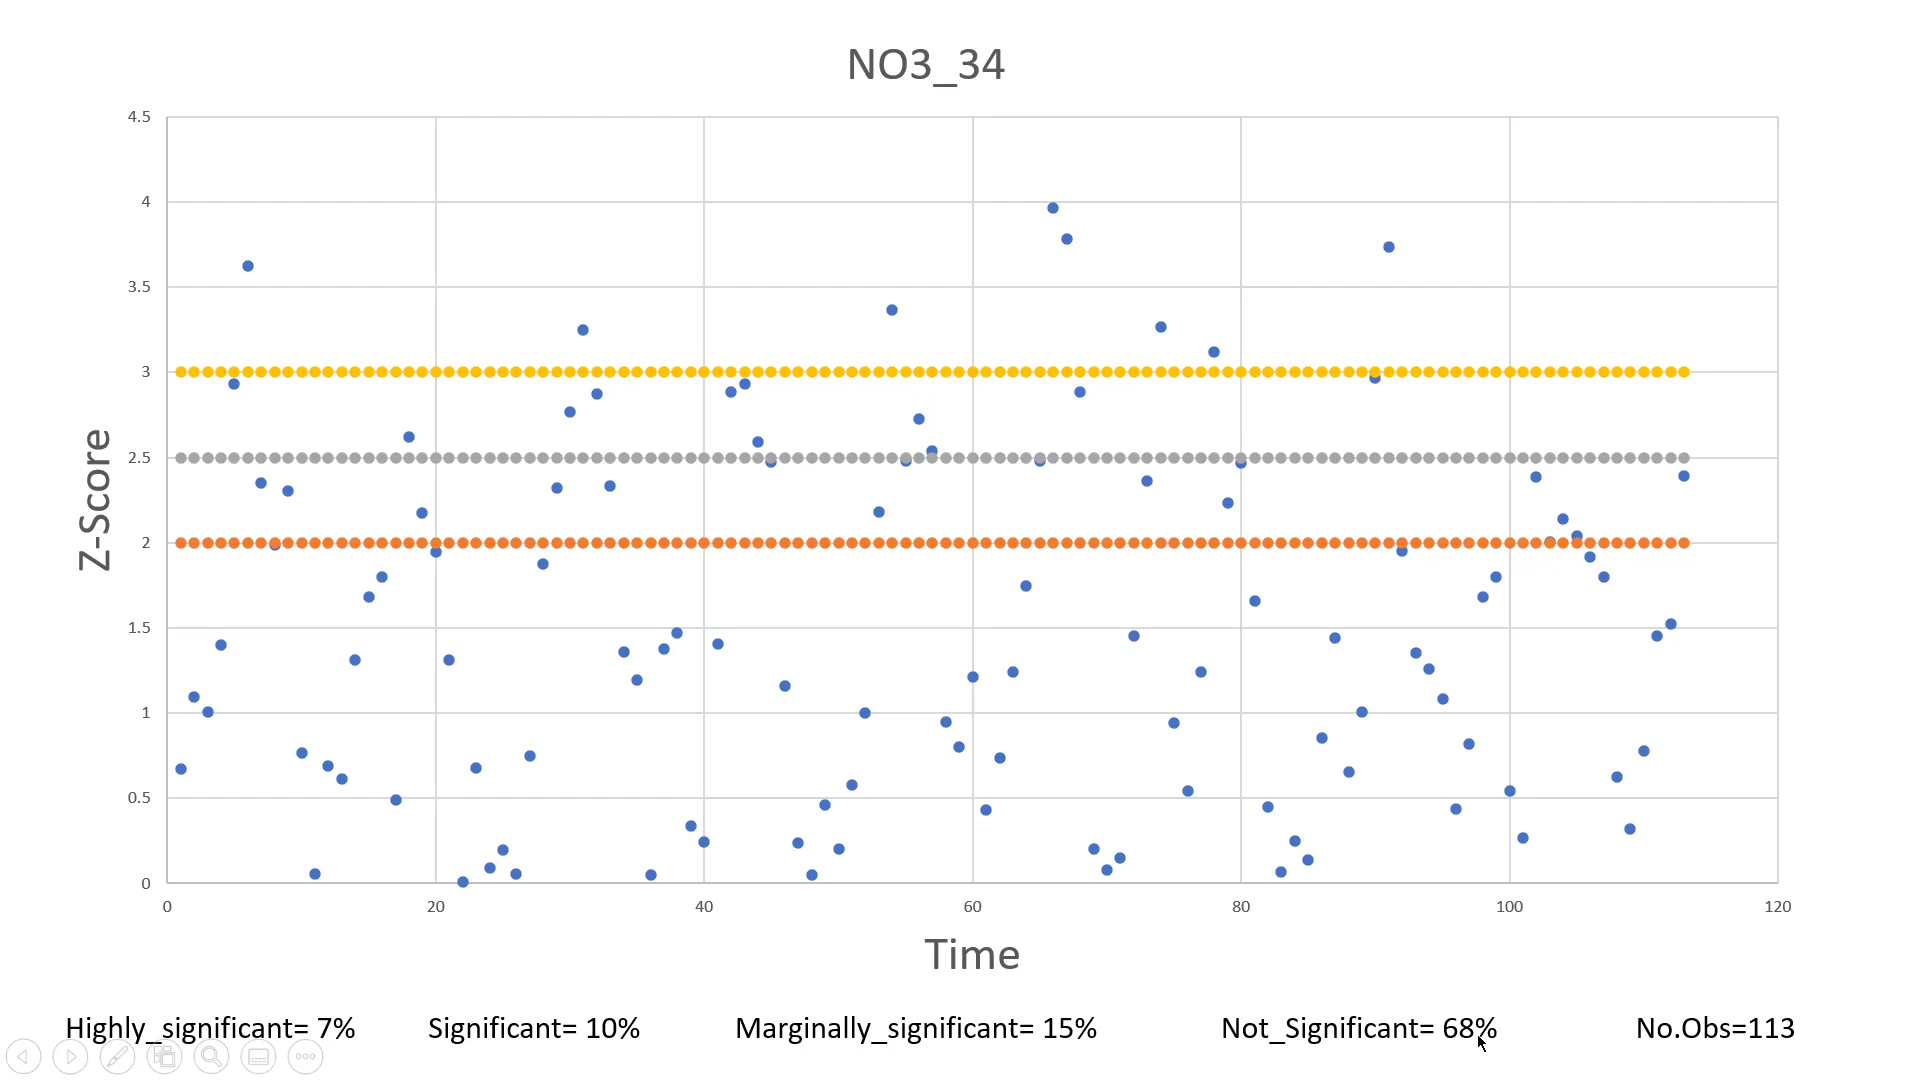 NO3_34
4.5
4
3.5
3
2.5
2
1.5
1
0.5
0
Z-Score
0 20 40 60 80 100 120
Time
Highly_significant= 7% Significant= 10% Marginally_significant= 15% Not_Significant= 68% No.Obs=113